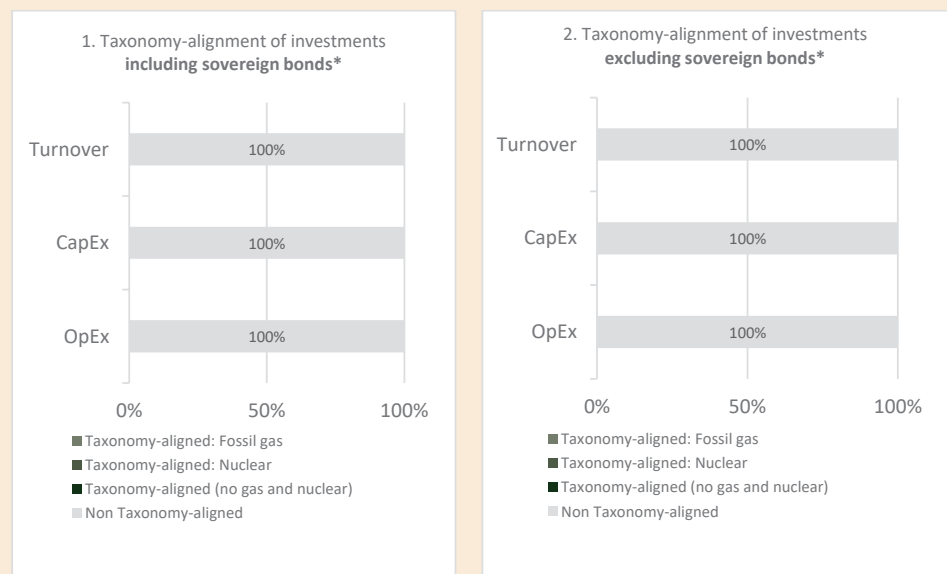 1. Taxonomy-alignment of investments
including sovereign bonds*
Turnover
100%
CapEx
100%
OpEx
100%
0%
50%
100%
Taxonomy-aligned: Fossil gas
Taxonomy-aligned: Nuclear
Taxonomy-aligned (no gas and nuclear)
Non Taxonomy-aligned
2. Taxonomy-alignment of investments
excluding sovereign bonds*
Turnover
100%
CapEx
100%
OpEx
100%
0%
50%
100%
Taxonomy-aligned: Fossil gas
Taxonomy-aligned: Nuclear
Taxonomy-aligned (no gas and nuclear)
Non Taxonomy-aligned